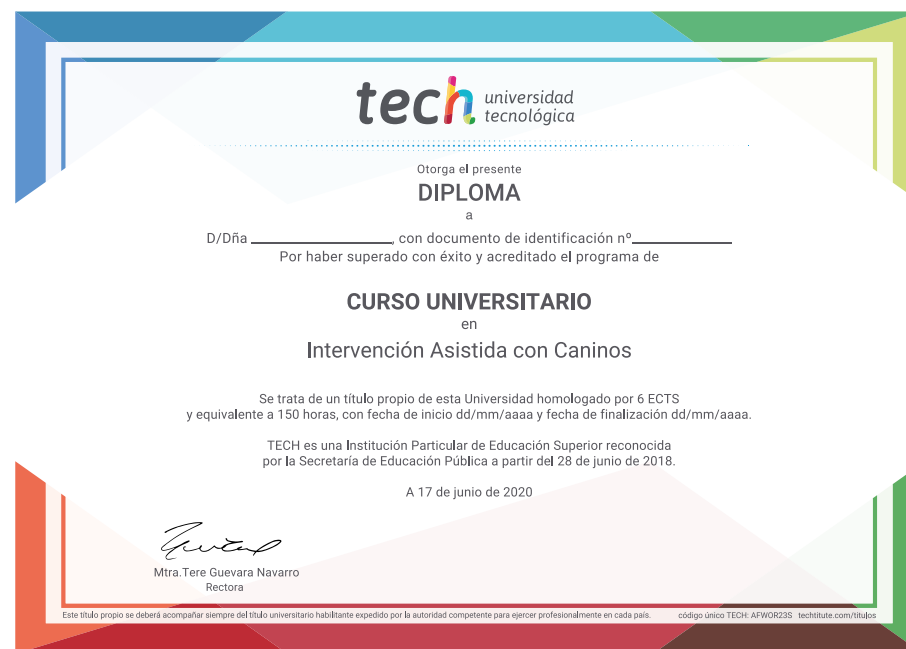 tech universidad
tecnológica
Otorga el presente
DIPLOMA
a
D/Dña ____________________, con documento de identificación nº______________
Por haber superado con éxito y acreditado el programa de
CURSO UNIVERSITARIO
en
Intervención Asistida con Caninos
Se trata de un título propio de esta Universidad homologado por 6 ECTS
y equivalente a 150 horas, con fecha de inicio dd/mm/aaaa y fecha de finalización dd/mm/aaaa.
TECH es una Institución Particular de Educación Superior reconocida
por la Secretaría de Educación Pública a partir del 28 de junio de 2018.
A 17 de junio de 2020
Mtra.Tere Guevara Navarro
Rectora
Este título propio se deberá acompañar siempre del título universitario habilitante expedido por la autoridad competente para ejercer profesionalmente en cada país. código único TECH: AFWOR23S techtitute.com/titulos